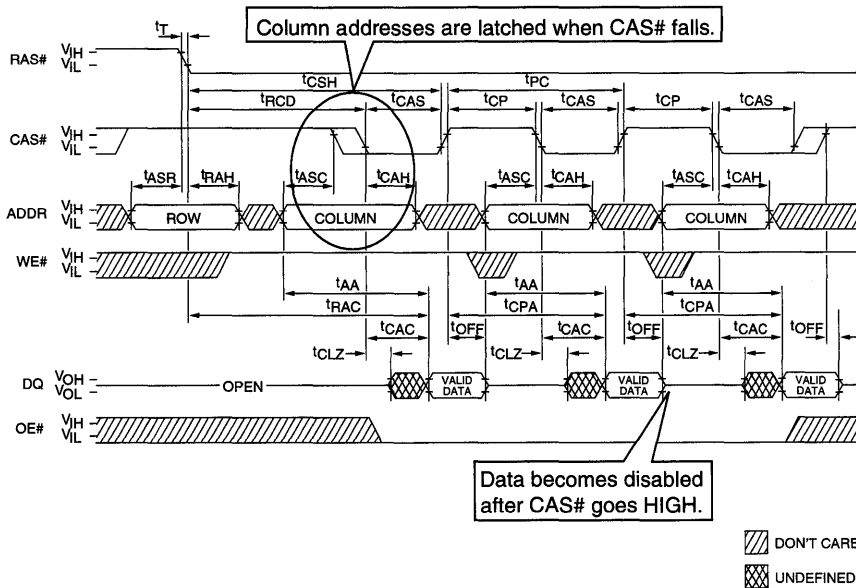 tT
Column addresses are latched when CAS# falls.
RAS# VIH
VIL
tCSH tPC
tRCD tCAS tCP tCAS tCP tCAS
CAS# VIH
VIL
tASR tRAH tASC tCAH tASC tCAH tASC tCAH
ADDR VIH
VIL
ROW COLUMN COLUMN COLUMN
WE# VIH
VIL
tAA tAA tAA
tRAC tCPA tCPA
tCAC tOFF tCAC tOFF tCAC tOFF
tCLZ tCLZ tCLZ
DQ VOH
VOL
OPEN VALID DATA VALID DATA VALID DATA
OE# VIH
VIL
Data becomes disabled
after CAS# goes HIGH.
DON'T CARE
UNDEFINED